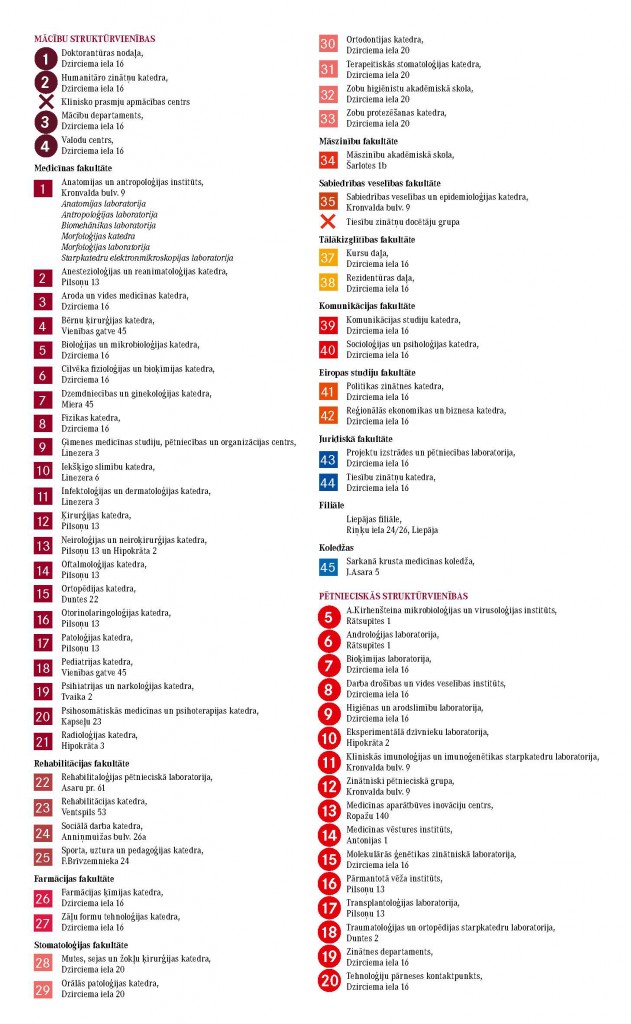 MĀCĪBU STRUKTŪRVIENĪBAS
1 Doktorantūras nodaļa,
Dzirciema iela 16
2 Humanitāro zinātņu katedra,
Dzirciema iela 16
Klīnisko prasmju apmācības centrs
3 Mācību departaments,
Dzirciema iela 16
4 Valodu centrs,
Dzirciema iela 16
Medicīnas fakultāte
1 Anatomijas un antropoloģijas institūts,
Kronvalda bulv. 9
Anatomijas laboratorija
Antropoloģijas laboratorija
Biomehānikas laboratorija
Morfoloģijas katedra
Morfoloģijas laboratorija
Starpkatedru elektronmikroskopijas laboratorija
2 Anestezioloģijas un reanimatoloģijas katedra,
Pilsoņu 13
3 Aroda un vides medicīnas katedra,
Dzirciema 16
4 Bērnu ķirurģijas katedra,
Vienības gatve 45
5 Bioloģijas un mikrobioloģijas katedra,
Dzirciema 16
6 Cilvēka fizioloģijas un bioķīmijas katedra,
Dzirciema 16
7 Dzemdniecības un ginekoloģijas katedra,
Miera 45
8 Fizikas katedra,
Dzirciema 16
9 Ģimenes medicīnas studiju, pētniecības un organizācijas centrs,
Linezera 3
10 Iekšķīgo slimību katedra,
Linezera 6
11 Infektoloģijas un dermatoloģijas katedra,
Linezera 3
12 Ķirurģijas katedra,
Pilsoņu 13
13 Neiroloģijas un neiroķirurģijas katedra,
Pilsoņu 13 un Hipokrāta 2
14 Oftalmoloģijas katedra,
Pilsoņu 13
15 Ortopēdijas katedra,
Duntes 22
16 Otorinolaringoloģijas katedra,
Pilsoņu 13
17 Patoloģijas katedra,
Pilsoņu 13
18 Pediatrijas katedra,
Vienības gatve 45
19 Psihiatrijas un narkoloģijas katedra,
Tvaika 2
20 Psihosomātiskās medicīnas un psihoterapijas katedra,
Kapseļu 23
21 Radioloģijas katedra,
Hipokrāta 3
Rehabilitācijas fakultāte
22 Rehabilitaloģijas pētnieciskā laboratorija,
Asaru pr. 61
23 Rehabilitācijas katedra,
Ventspils 53
24 Sociālā darba katedra,
Anniņmuižas bulv. 26a
25 Sporta, uztura un pedagoģijas katedra,
F.Brīvzemnieka 24
Farmācijas fakultāte
26 Farmācijas ķīmijas katedra,
Dzirciema iela 16
27 Zāļu formu tehnoloģijas katedra,
Dzirciema iela 16
Stomatoloģijas fakultāte
28 Mutes, sejas un žokļu ķirurģijas katedra,
Dzirciema iela 20
29 Orālās patoloģijas katedra,
Dzirciema iela 20
30 Ortodontijas katedra,
Dzirciema iela 20
31 Terapeitiskās stomatoloģijas katedra,
Dzirciema iela 20
32 Zobu higiēnistu akadēmiskā skola,
Dzirciema iela 20
33 Zobu protezēšanas katedra,
Dzirciema iela 20
Māszinību fakultāte
34 Māszinību akadēmiskā skola,
Šarlotes 1b
Sabiedrības veselības fakultāte
35 Sabiedrības veselības un epidemioloģijas katedra,
Kronvalda bulv. 9
Tiesību zinātņu docētāju grupa
Tālākizglītības fakultāte
37 Kursu daļa,
Dzirciema iela 16
38 Rezidentūras daļa,
Dzirciema iela 16
Komunikācijas fakultāte
39 Komunikācijas studiju katedra,
Dzirciema iela 16
40 Socioloģijas un psiholoģijas katedra,
Dzirciema iela 16
Eiropas studiju fakultāte
41 Politikas zinātnes katedra,
Dzirciema iela 16
42 Reģionālās ekonomikas un biznesa katedra,
Dzirciema iela 16
Juridiskā fakultāte
43 Projektu izstrādes un pētniecības laboratorija,
Dzirciema iela 16
44 Tiesību zinātņu katedra,
Dzirciema iela 16
Filiāle
Liepājas filiāle,
Riņķu iela 24/26, Liepāja
Koledžas
45 Sarkanā krusta medicīnas koledža,
J.Asara 5
PĒTNIECISKĀS STRUKTŪRVIENĪBAS
5 A.Kirhenšteina mikrobioloģijas un virusoloģijas institūts,
Rātsupītes 1
6 Androloģijas laboratorija,
Rātsupītes 1
7 Bioķīmijas laboratorija,
Dzirciema iela 16
8 Darba drošības un vides veselības institūts,
Dzirciema iela 16
9 Higiēnas un arodslimību laboratorija,
Dzirciema iela 16
10 Eksperimentālā dzīvnieku laboratorija,
Hipokrāta 2
11 Klīniskās imunoloģijas un imunoģenētikas starpkatedru laboratorija,
Kronvalda bulv. 9
12 Zinātniski pētnieciskā grupa,
Kronvalda bulv. 9
13 Medicīnas aparātbūves inovāciju centrs,
Ropažu 140
14 Medicīnas vēstures institūts,
Antonijas 1
15 Molekulārās ģenētikas zinātniskā laboratorija,
Dzirciema iela 16
16 Pārmantotā vēža institūts,
Pilsoņu 13
17 Transplantoloģijas laboratorija,
Pilsoņu 13
18 Traumatoloģijas un ortopēdijas starpkatedru laboratorija,
Duntes 2
19 Zinātnes departaments,
Dzirciema iela 16
20 Tehnoloģiju pārneses kontaktpunkts,
Dzirciema iela 16